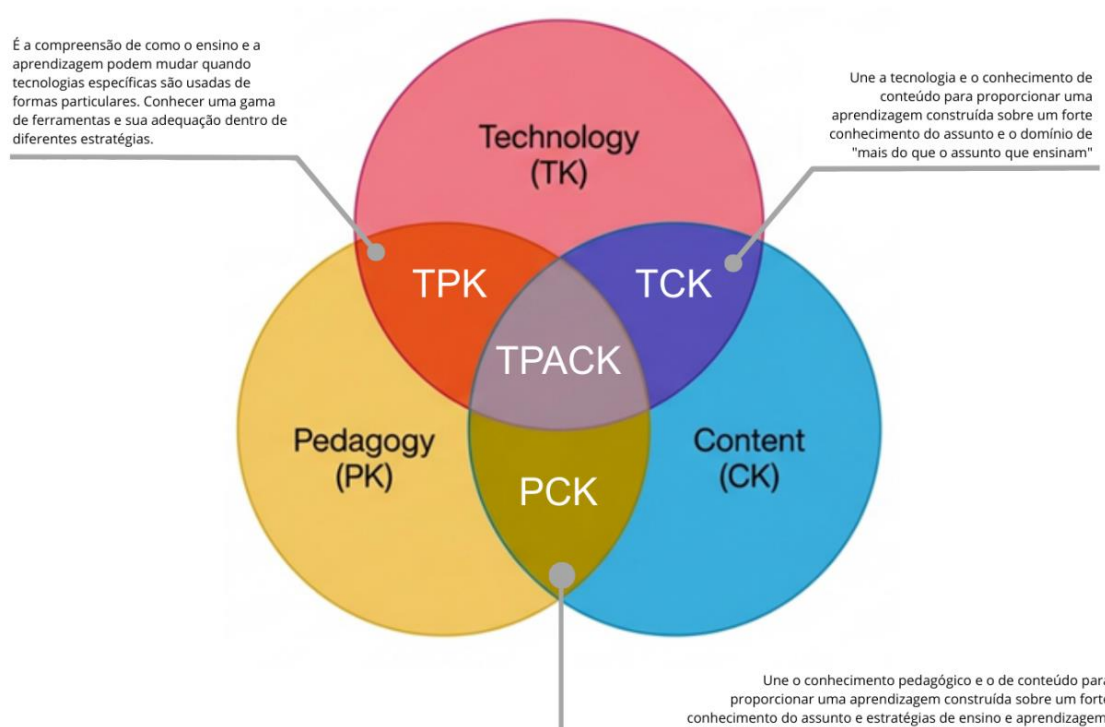 É a compreensão de como o ensino e a
aprendizagem podem mudar quando
tecnologias específicas são usadas de
formas particulares. Conhecer uma gama
de ferramentas e sua adequação dentro de
diferentes estratégias.
Une a tecnologia e o conhecimento de
conteúdo para proporcionar uma
aprendizagem construída sobre um forte
conhecimento do assunto e o domínio de
"mais do que o assunto que ensinam"
Technology
(TK)
TPK
TCK
TPACK
Pedagogy
(PK)
Content
(CK)
PCK
Une o conhecimento pedagógico e o de conteúdo para
proporcionar uma aprendizagem construída sobre um forte
conhecimento do assunto e estratégias de ensino e aprendizagem